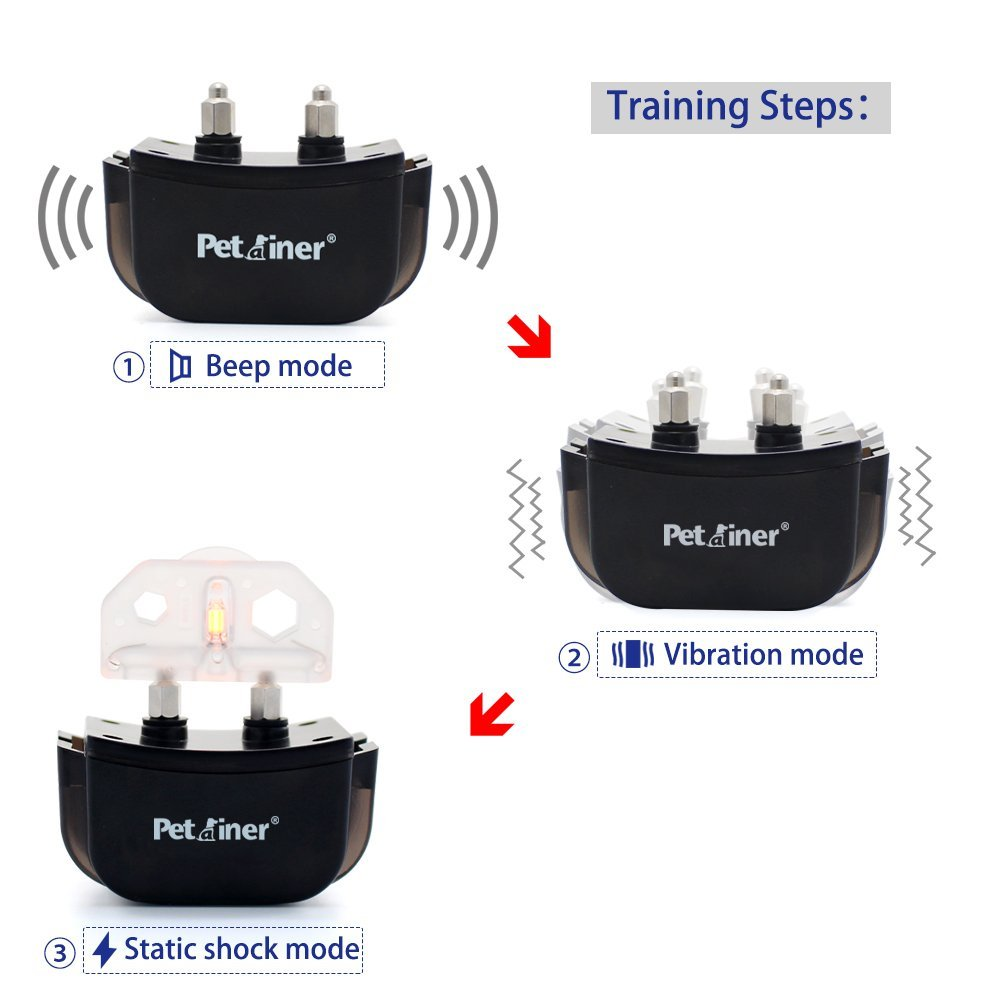 Training Steps:
Petainer®
1 Beep mode
Petainer®
2 Vibration mode
Petainer®
3 Static shock mode